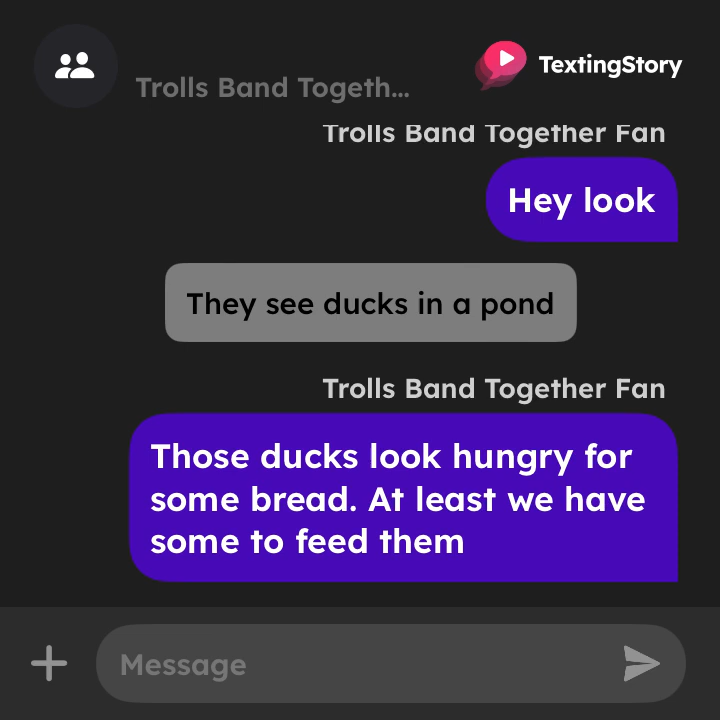 TextingStory
Trolls Band Togeth...
Trolls Band Together Fan
Hey look
They see ducks in a pond
Trolls Band Together Fan
Those ducks look hungry for
some bread. At least we have
some to feed them
Message